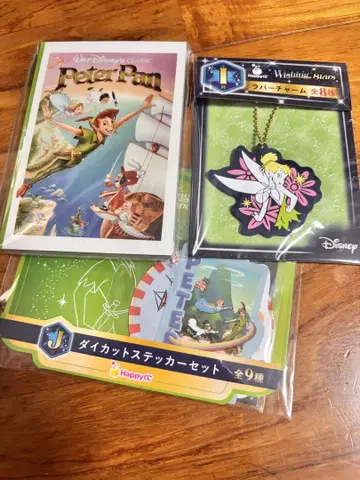 WALT DISNEY'S CLASSIC
Peter Pan
I
Happyくじ
ラバーチャーム 全8種
DISNEY
PETE
J
ダイカットステッカーセット
Happyくじ
全9種